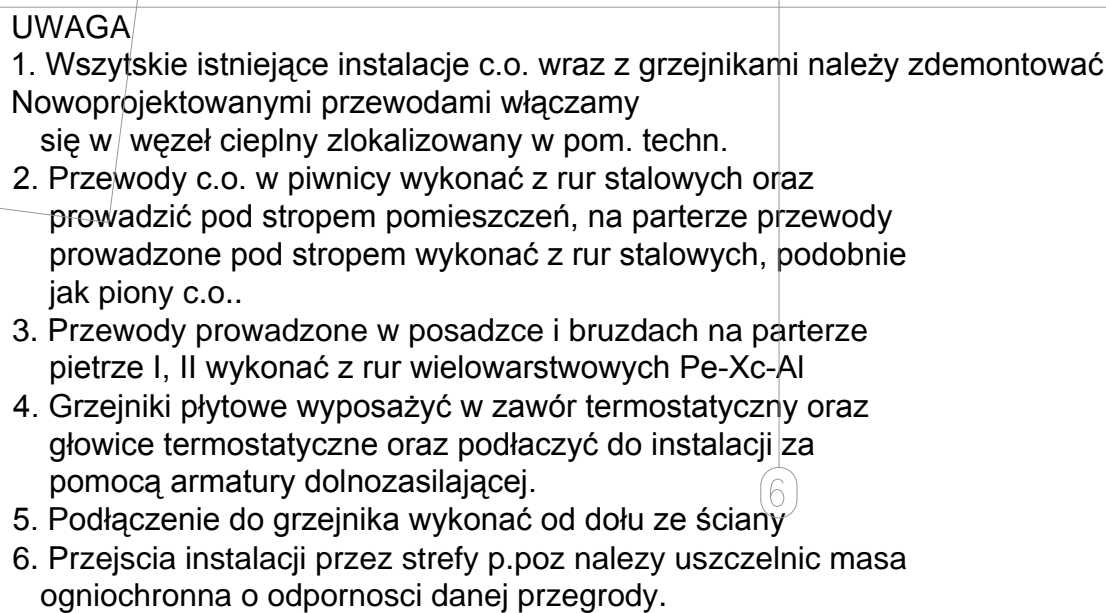 UWAGA
1. Wszytskie istniejące instalacje c.o. wraz z grzejnikami należy zdemontować
Nowoprojektowanymi przewodami włączamy
się w węzeł cieplny zlokalizowany w pom. techn.
2. Przewody c.o. w piwnicy wykonać z rur stalowych oraz
prowadzić pod stropem pomieszczeń, na parterze przewody
prowadzone pod stropem wykonać z rur stalowych, podobnie
jak piony c.o..
3. Przewody prowadzone w posadzce i bruzdach na parterze
pietrze I, II wykonać z rur wielowarstwowych Pe-Xc-Al
4. Grzejniki płytowe wyposażyć w zawór termostatyczny oraz
głowice termostatyczne oraz podłaczyć do instalacji za
pomocą armatury dolnozasilającej.
6
5. Podłączenie do grzejnika wykonać od dołu ze ściany
6. Przejscia instalacji przez strefy p.poz nalezy uszczelnic masa
ogniochronna o odpornosci danej przegrody.